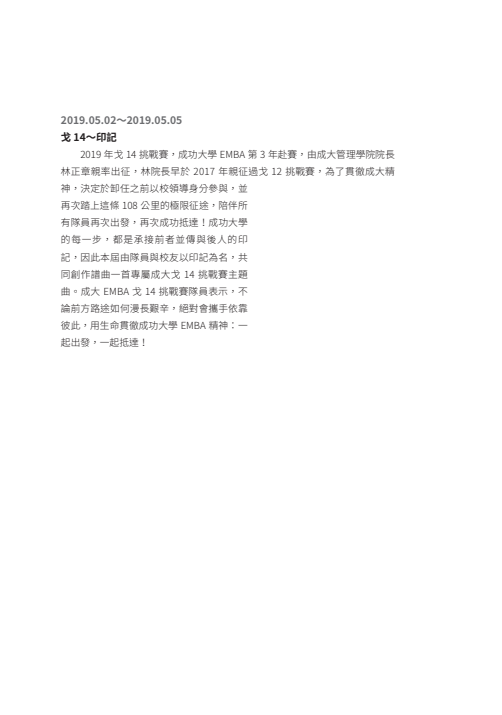 2019.05.02～2019.05.05
戈 14～印記
2019 年戈 14 挑戰賽，成功大學 EMBA 第 3 年赴賽，由成大管理學院院長
林正章親率出征，林院長早於 2017 年親征過戈 12 挑戰賽，為了貫徹成大精
神，決定於卸任之前以校領導身分參與，並
再次踏上這條 108 公里的極限征途，陪伴所
有隊員再次出發，再次成功抵達！成功大學
的每一步，都是承接前者並傳與後人的印
記，因此本屆由隊員與校友以印記為名，共
同創作譜曲一首專屬成大戈 14 挑戰賽主題
曲。成大 EMBA 戈 14 挑戰賽隊員表示，不
論前方路途如何漫長艱辛，絕對會攜手依靠
彼此，用生命貫徹成功大學 EMBA 精神：一
起出發，一起抵達！